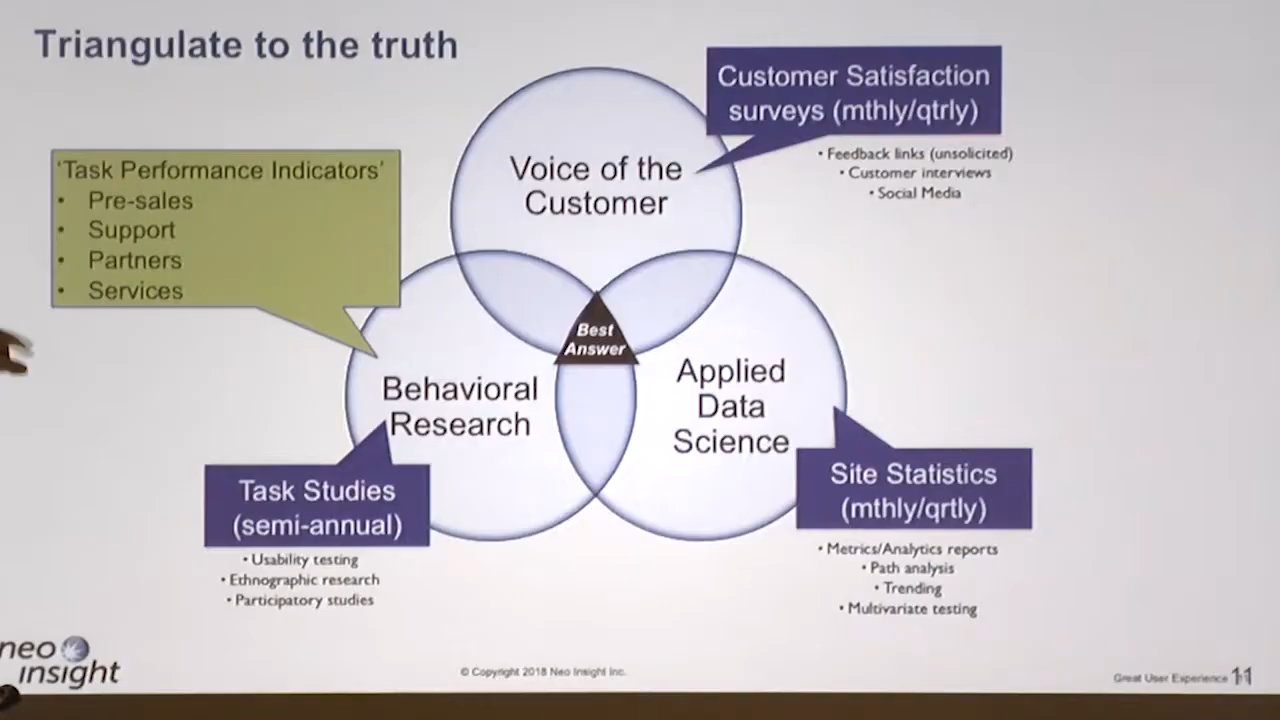 Triangulate to the truth
Customer Satisfaction
surveys (mthly/qtrly)
• Feedback links (unsolicited)
• Customer interviews
• Social Media
Voice of the
Customer
'Task Performance Indicators'
• Pre-sales
• Support
• Partners
• Services
Best
Answer
Behavioral
Research
Applied
Data
Science
Task Studies
(semi-annual)
• Usability testing
• Ethnographic research
• Participatory studies
Site Statistics
(mthly/qrtly)
• Metrics/Analytics reports
• Path analysis
• Trending
• Multivariate testing
neo
insight
© Copyright 2018 Neo Insight Inc.
Great User Experience 11